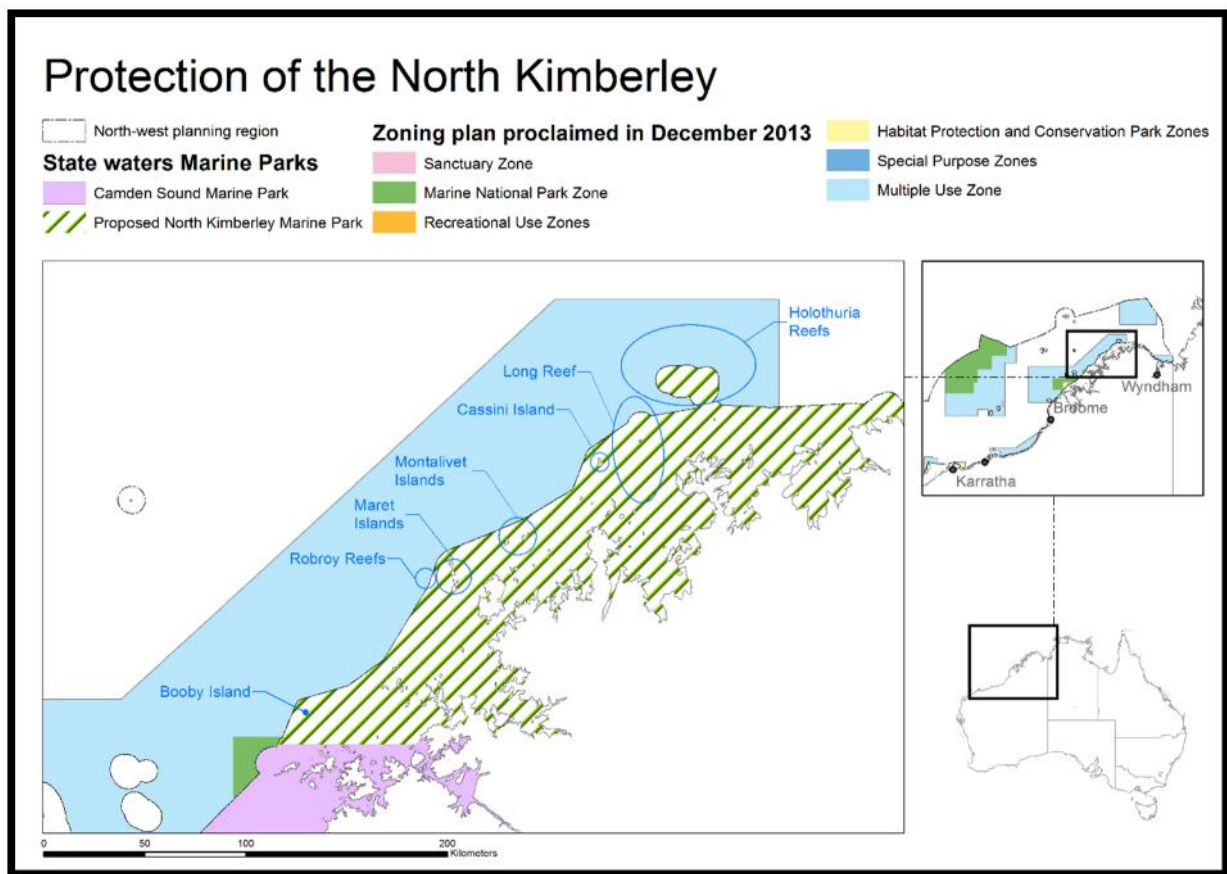 Protection of the North Kimberley
North-west planning region
State waters Marine Parks
Camden Sound Marine Park
Proposed North Kimberley Marine Park
Zoning plan proclaimed in December 2013
Sanctuary Zone
Marine National Park Zone
Recreational Use Zones
Habitat Protection and Conservation Park Zones
Special Purpose Zones
Multiple Use Zone
Holothuria
Reefs
Long Reef
Cassini Island
Montalivet
Islands
Maret
Islands
Robroy Reefs
Booby Island
0 50 100 200
Kilometers
Wyndham
Broome
Karratha